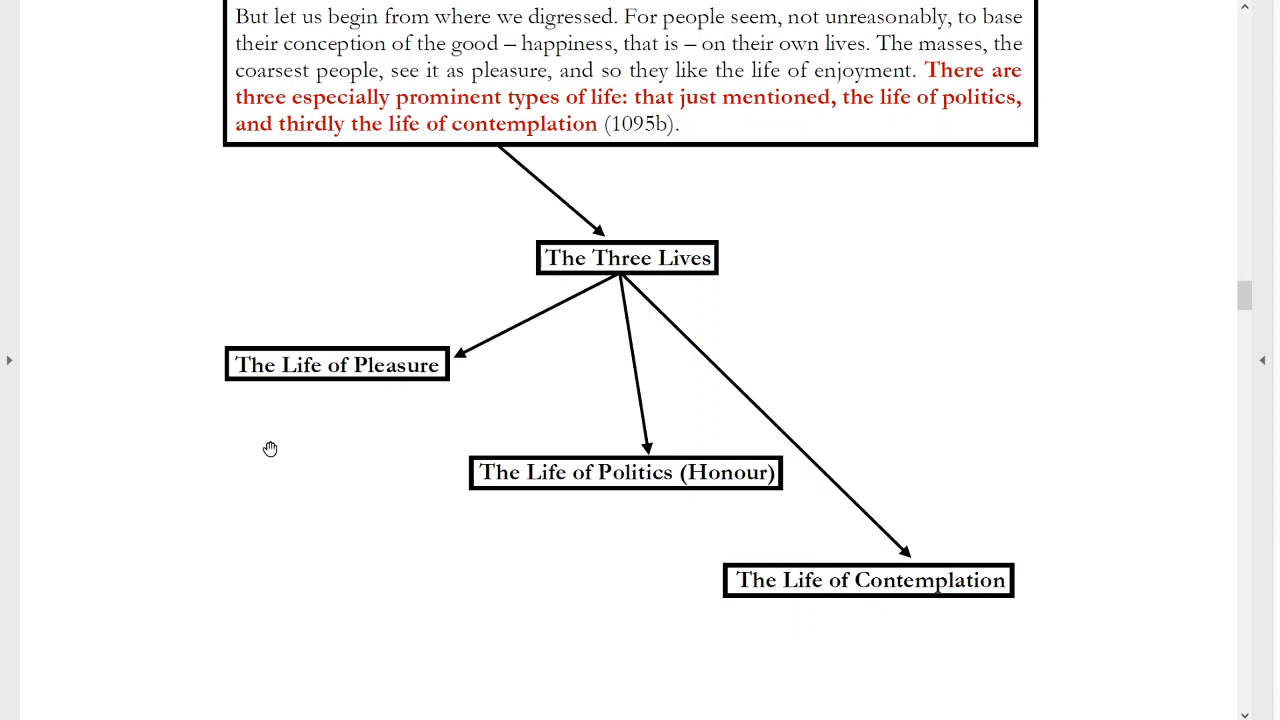 But let us begin from where we digressed. For people seem, not unreasonably, to base
their conception of the good – happiness, that is – on their own lives. The masses, the
coarsest people, see it as pleasure, and so they like the life of enjoyment. There are
three especially prominent types of life: that just mentioned, the life of politics,
and thirdly the life of contemplation (1095b).
The Three Lives
The Life of Pleasure
The Life of Politics (Honour)
The Life of Contemplation